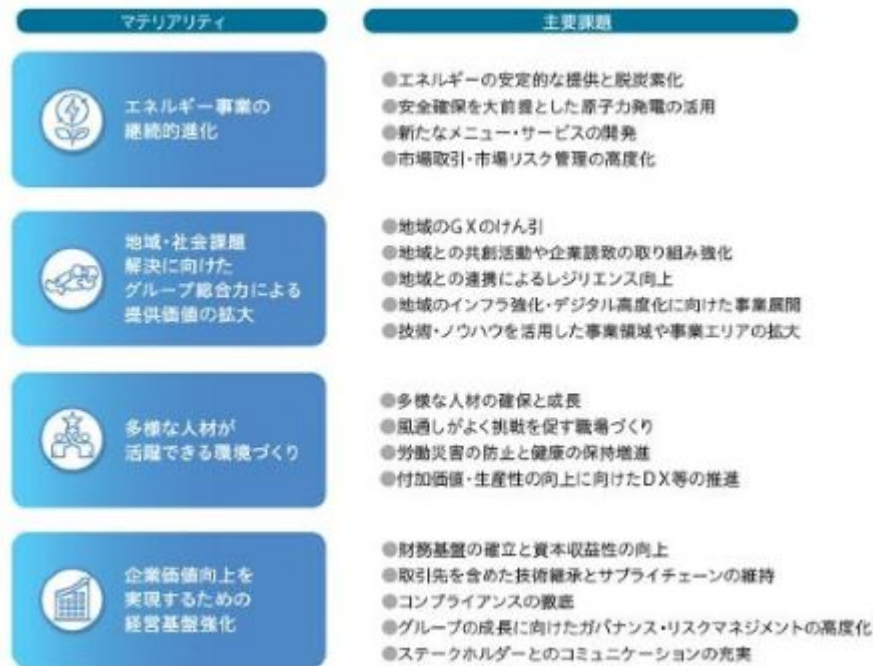 マテリアリティ
主要課題
エネルギー事業の
継続的進化
●エネルギーの安定的な提供と脱炭素化
●安全確保を大前提とした原子力発電の活用
●新たなメニュー・サービスの開発
●市場取引・市場リスク管理の高度化
地域・社会課題
解決に向けた
グループ総合力による
提供価値の拡大
●地域のGXのけん引
●地域との共創活動や企業誘致の取り組み強化
●地域との連携によるレジリエンス向上
●地域のインフラ強化・デジタル高度化に向けた事業展開
●技術・ノウハウを活用した事業領域や事業エリアの拡大
多様な人材が
活躍できる環境づくり
●多様な人材の確保と成長
●風通しがよく挑戦を促す職場づくり
●労働災害の防止と健康の保持増進
●付加価値・生産性の向上に向けたDX等の推進
企業価値向上を
実現するための
経営基盤強化
●財務基盤の確立と資本収益性の向上
●取引先を含めた技術継承とサプライチェーンの維持
●コンプライアンスの徹底
●グループの成長に向けたガバナンス・リスクマネジメントの高度化
●ステークホルダーとのコミュニケーションの充実